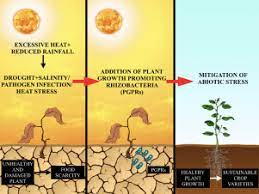 EXCESSIVE HEAT+
REDUCED RAINFALL
DROUGHT+SALINITY/
PATHOGEN INFECTION/
HEAT STRESS
UNHEALTHY
AND
DAMAGED
PLANT
FOOD
SCARCITY
ADDITION OF PLANT
GROWTH PROMOTING
RHIZOBACTERIA
(PGPRs)
PGPRs
MITIGATION OF
ABIOTIC STRESS
HEALTHY
PLANT
GROWTH
SUSTAINABLE
CROP
VARITIES